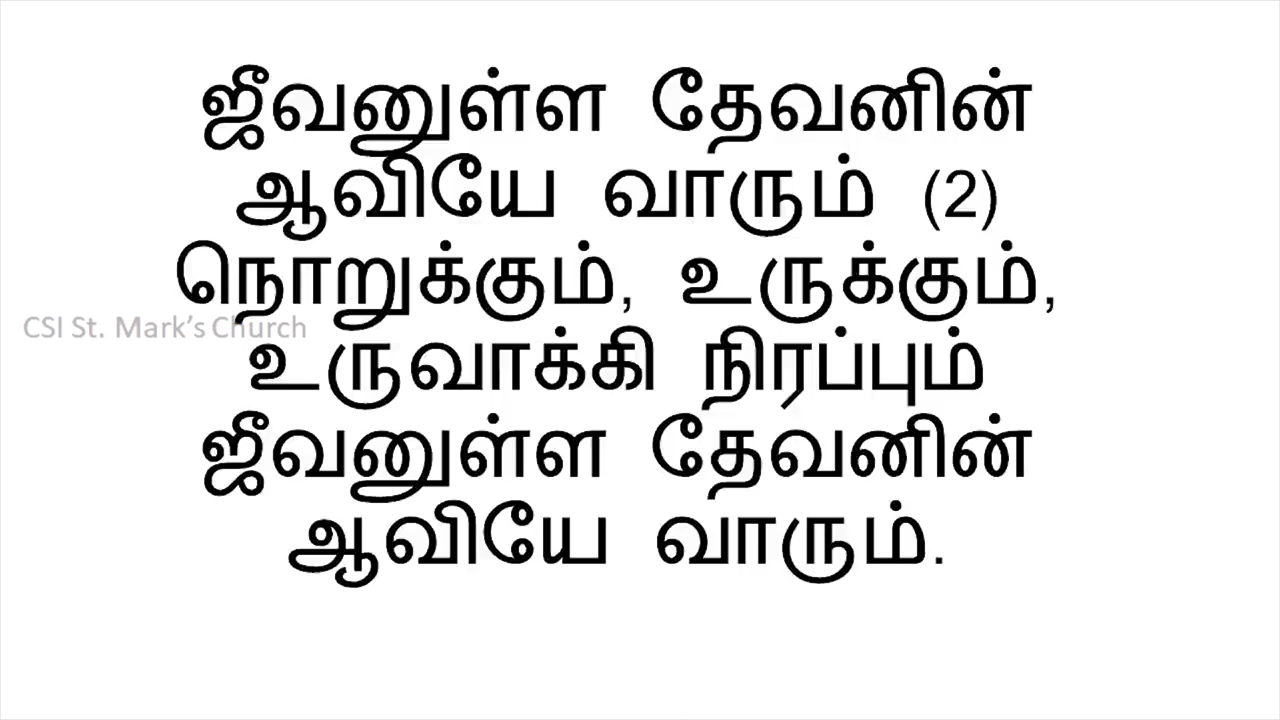 ஜீவனுள்ள தேவனின்
ஆவியே வாரும் (2)
நொறுக்கும், உருக்கும்,
CSI St. Mark's Church
உருவாக்கி நிரப்பும்
ஜீவனுள்ள தேவனின்
ஆவியே வாரும்.